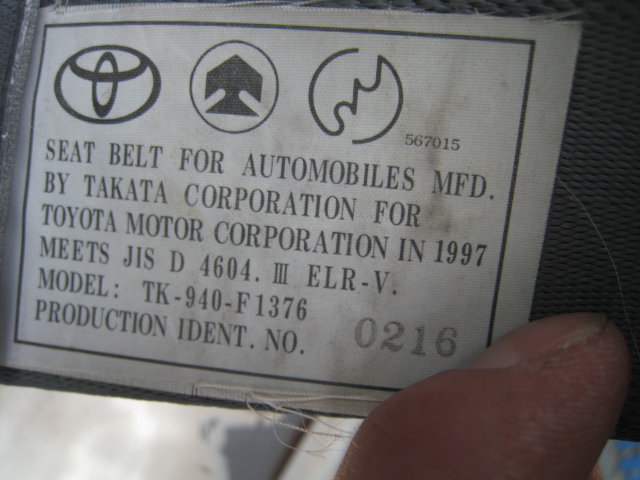 567015
SEAT BELT FOR AUTOMOBILES MFD.
BY TAKATA CORPORATION FOR
TOYOTA MOTOR CORPORATION IN 1997
MEETS JIS D 4604. Ⅲ ELR-V.
MODEL: TK-940-F1376
PRODUCTION IDENT. NO. 0216